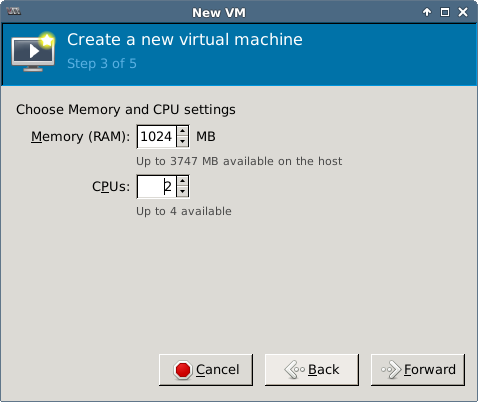 New VM
Create a new virtual machine
Step 3 of 5
Choose Memory and CPU settings
Memory (RAM): 1024 MB
Up to 3747 MB available on the host
CPUs: 2
Up to 4 available
Cancel Back Forward